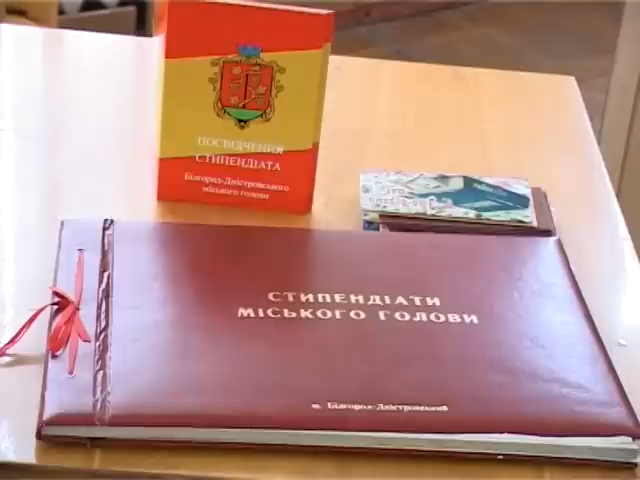 ПОСВІДЧЕННЯ
СТИПЕНДІАТА
Білгород-Дністровського
міського голови
СТИПЕНДІАТИ
МІСЬКОГО ГОЛОВИ
м. Білгород-Дністровський